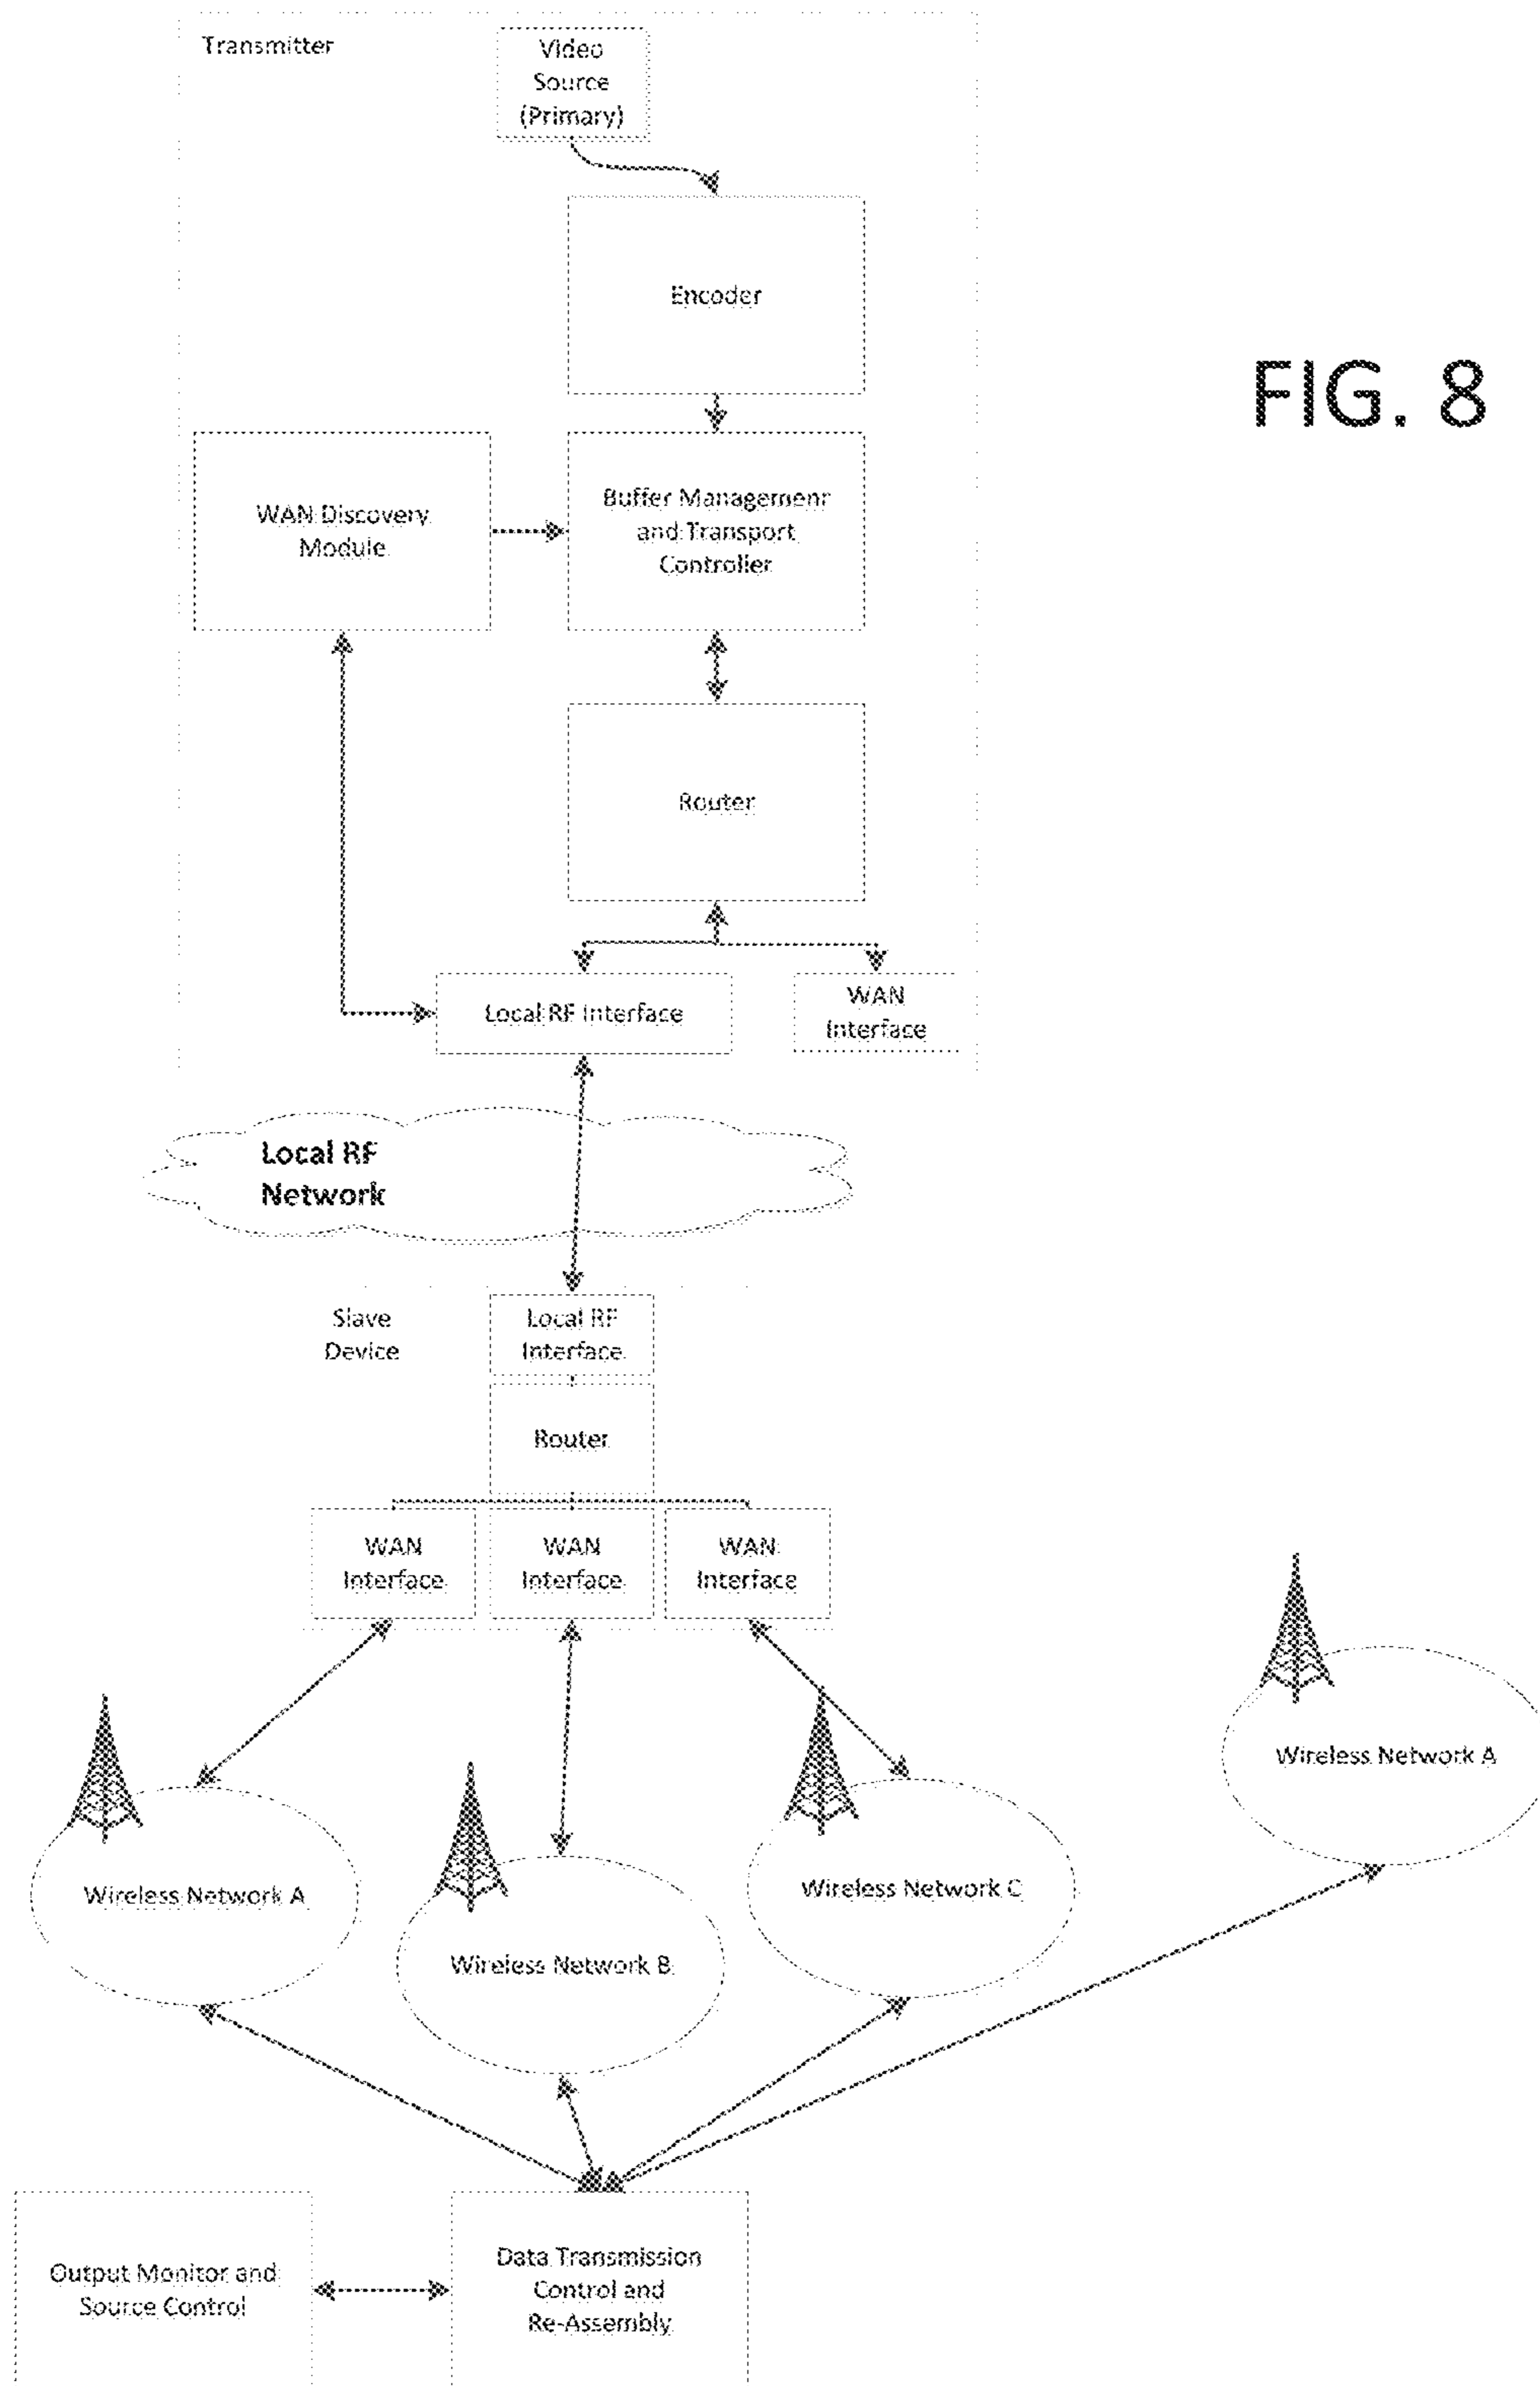 Transmitter
Video
Source
(Primary)
Encoder
FIG. 8
WAN Discovery
Module
Buffer Management
and Transport
Controller
Router
Local RF Interface
WAN
Interface
Local RF
Network
Slave
Device
Local RF
Interface
Router
WAN
Interface
WAN
Interface
WAN
Interface
Wireless Network A
Wireless Network A
Wireless Network B
Wireless Network C
Output Monitor and
Source Control
Data Transmission
Control and
Re-Assembly